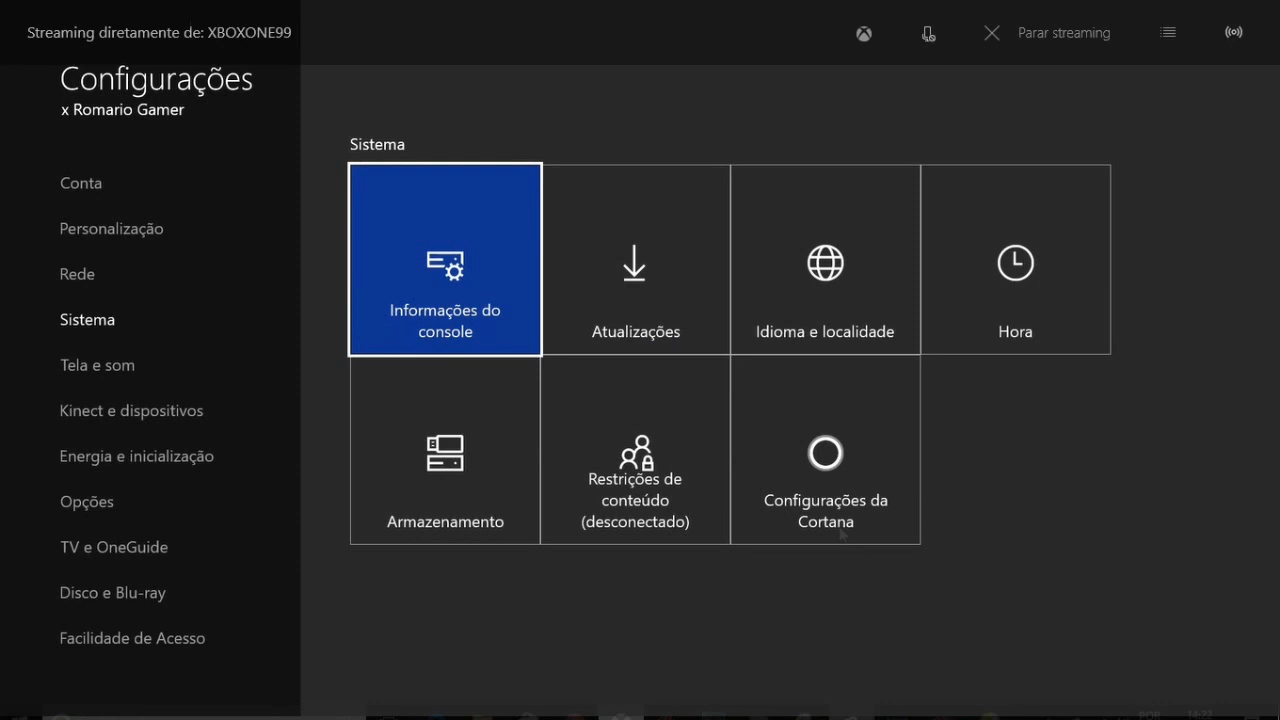 Streaming diretamente de: XBOXONE99
Parar streaming
Configurações
x Romario Gamer
Conta
Personalização
Rede
Sistema
Tela e som
Kinect e dispositivos
Energia e inicialização
Opções
TV e OneGuide
Disco e Blu-ray
Facilidade de Acesso
Sistema
Informações do
console
Atualizações
Idioma e localidade
Hora
Armazenamento
Restrições de
conteúdo
(desconectado)
Configurações da
Cortana